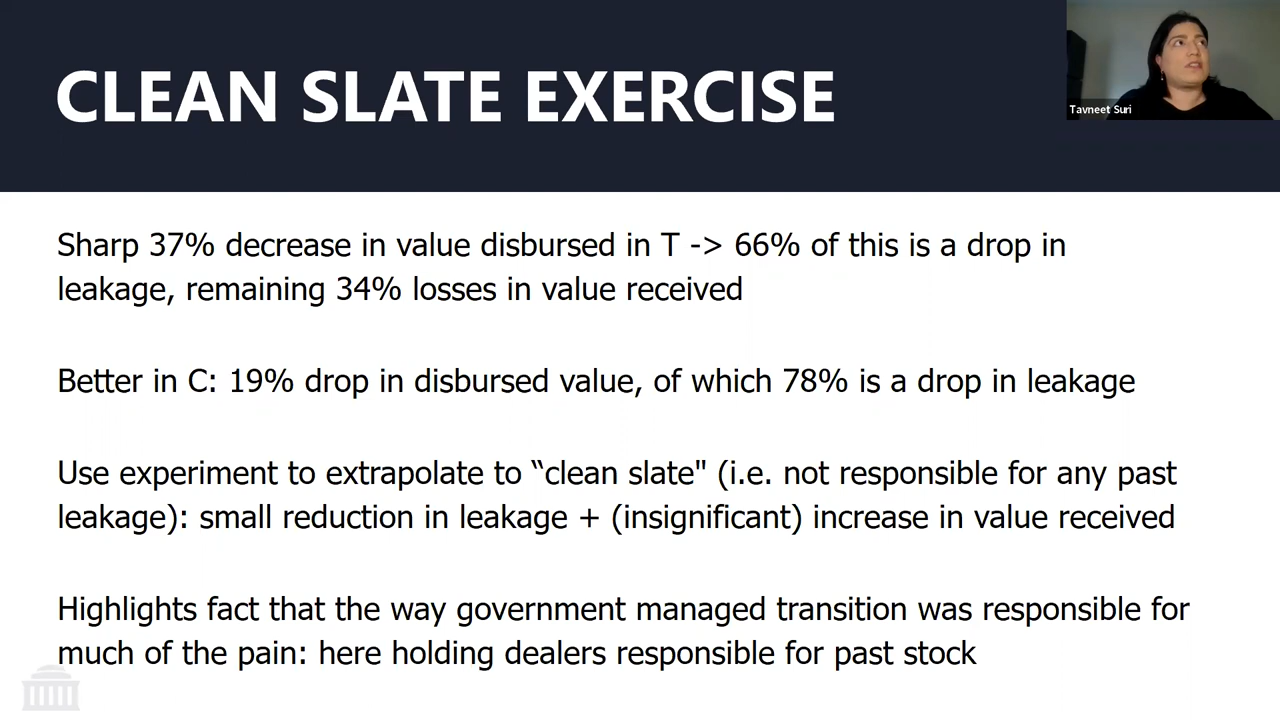 CLEAN SLATE EXERCISE
Tavneet Suri
Sharp 37% decrease in value disbursed in T -> 66% of this is a drop in
leakage, remaining 34% losses in value received
Better in C: 19% drop in disbursed value, of which 78% is a drop in leakage
Use experiment to extrapolate to “clean slate" (i.e. not responsible for any past
leakage): small reduction in leakage + (insignificant) increase in value received
Highlights fact that the way government managed transition was responsible for
much of the pain: here holding dealers responsible for past stock